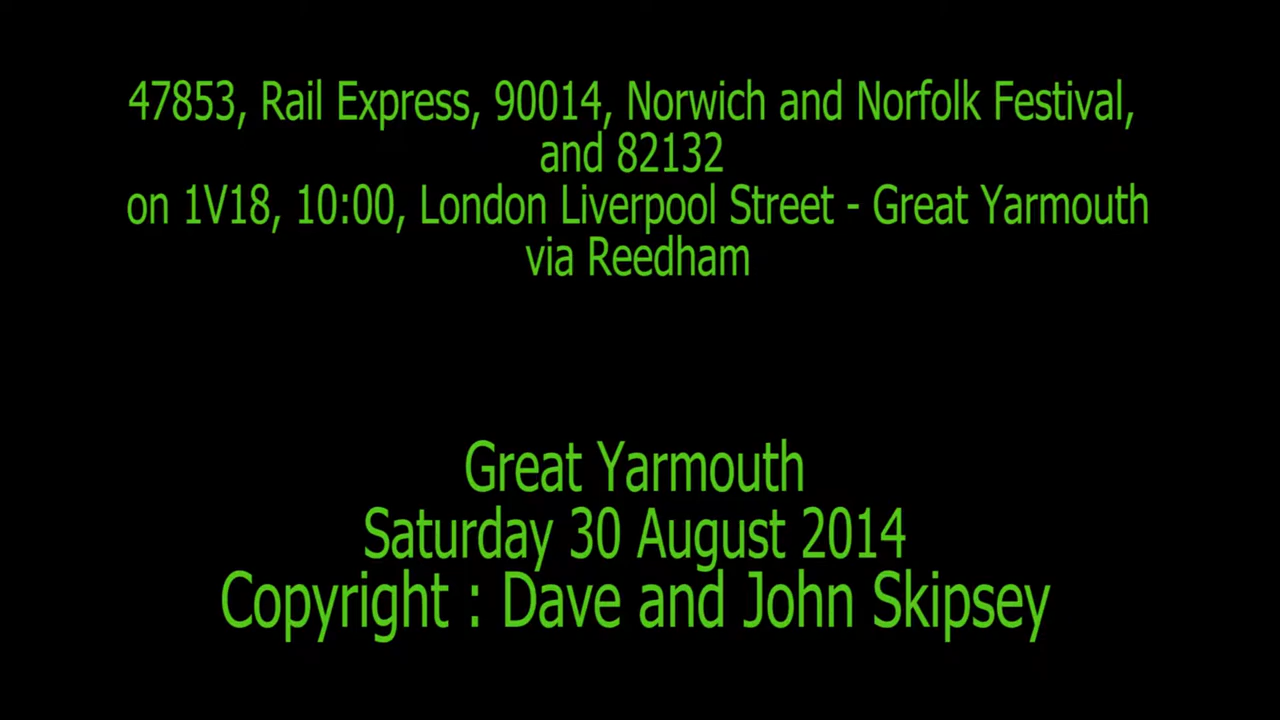 47853, Rail Express, 90014, Norwich and Norfolk Festival,
and 82132
on 1V18, 10:00, London Liverpool Street - Great Yarmouth
via Reedham
Great Yarmouth
Saturday 30 August 2014
Copyright : Dave and John Skipsey